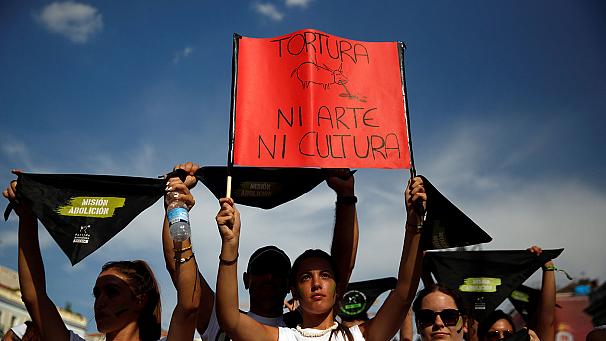 TORTURA
NI ARTE
NI CULTURA
MISIÓN
ABOLICIÓN
MISIÓN
ABOLICIÓN
MISIÓN
ABOLICIÓN